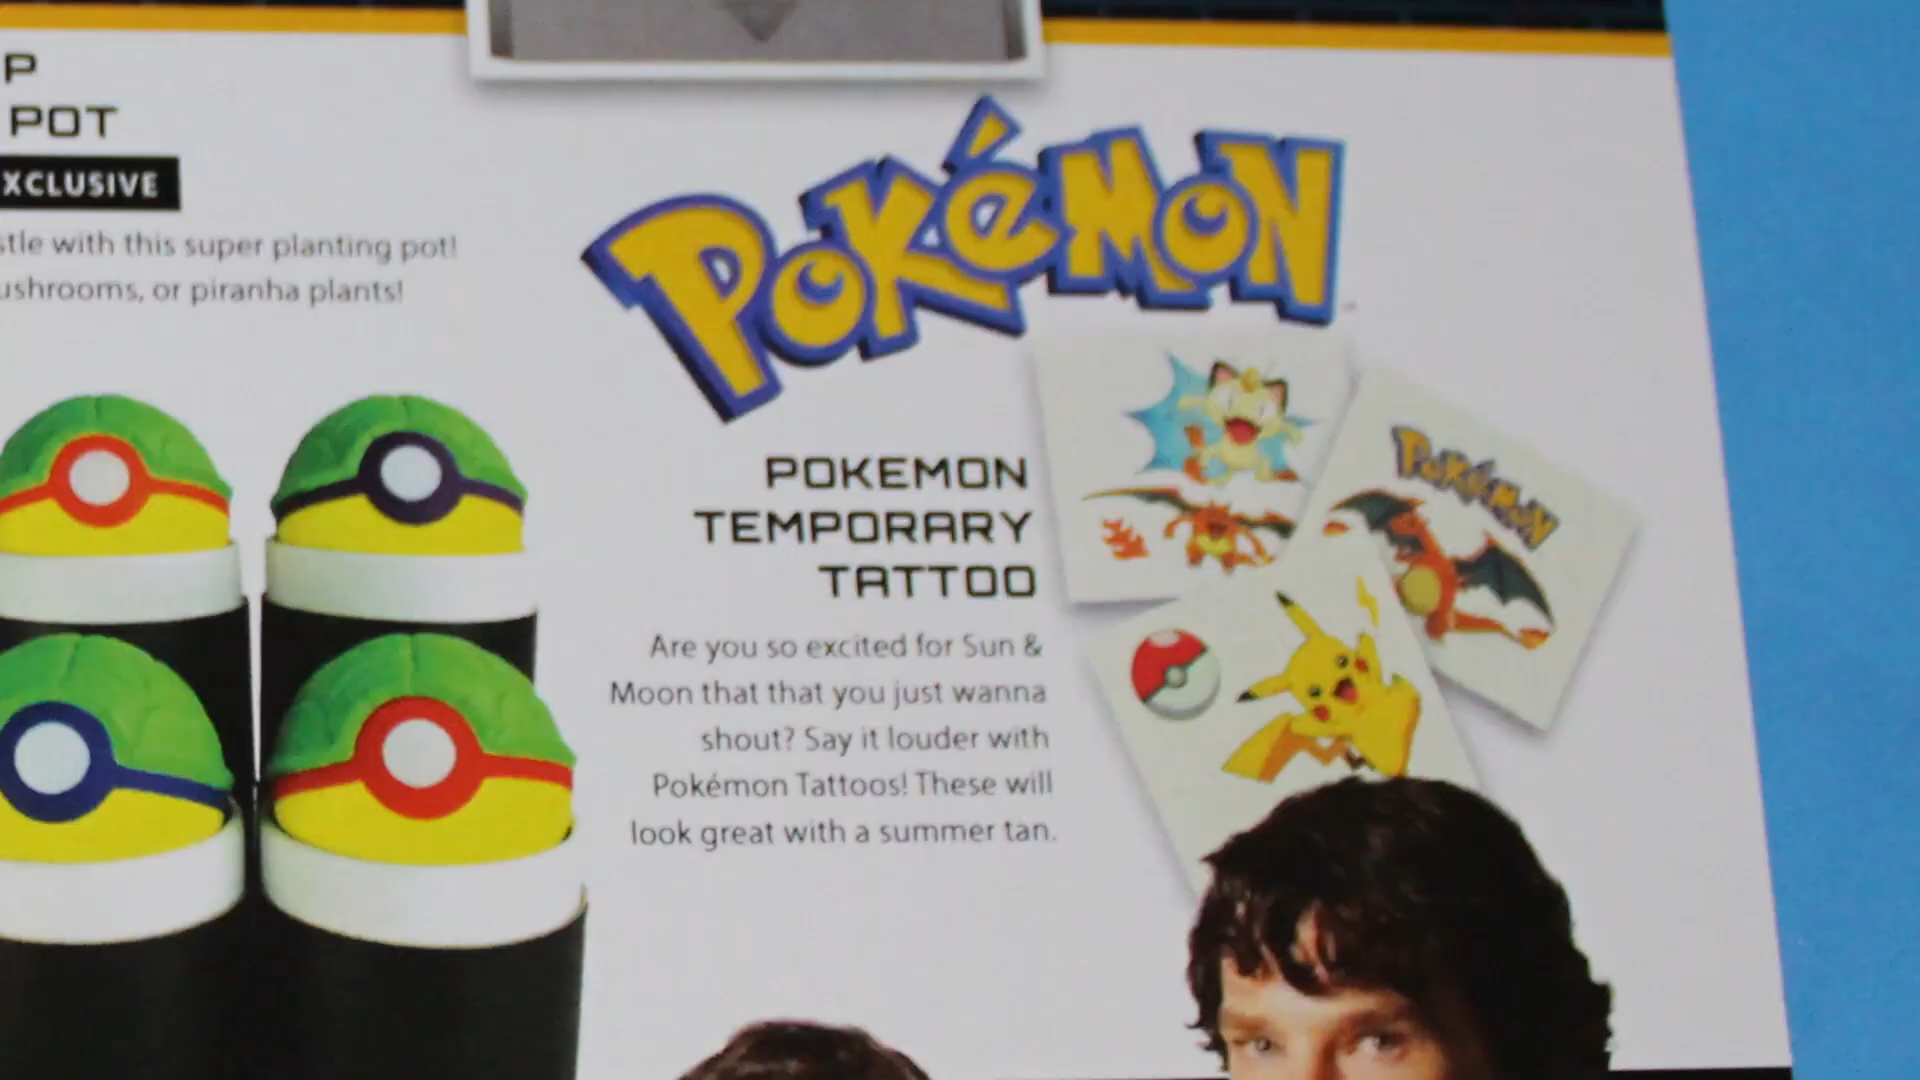 P
POT
XCLUSIVE
stle with this super planting pot!
ushrooms, or piranha plants!
POKéMON
POKEMON
TEMPORARY
TATTOO
Are you so excited for Sun &
Moon that that you just wanna
shout? Say it louder with
Pokémon Tattoos! These will
look great with a summer tan.
POKéMON